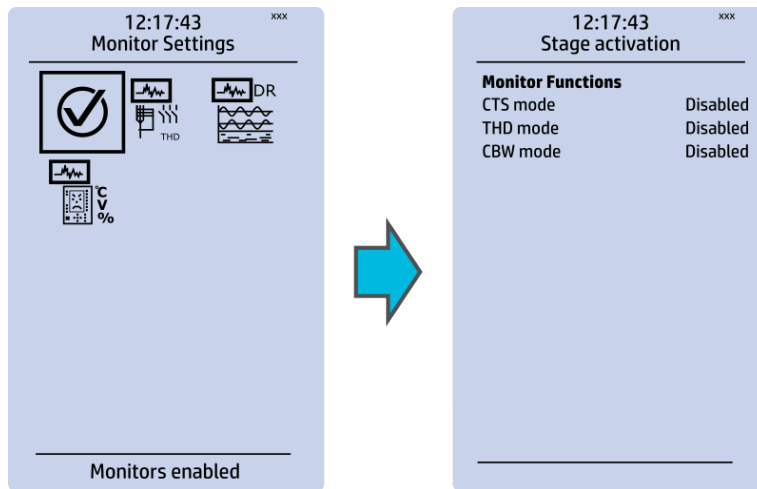 12:17:43 xxx
Monitor Settings
THD
DR
°C
V
%
Monitors enabled
12:17:43 xxx
Stage activation
Monitor Functions
CTS mode Disabled
THD mode Disabled
CBW mode Disabled